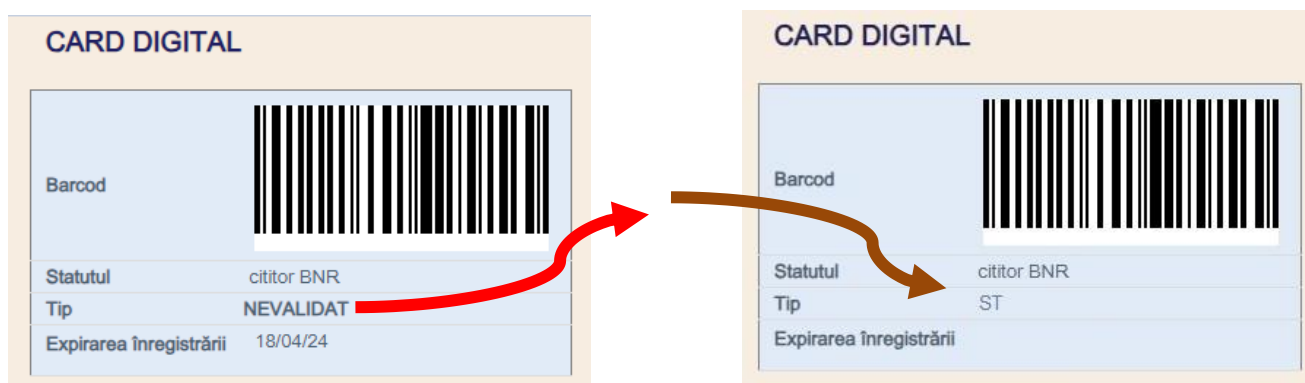 CARD DIGITAL
Barcod
Statutul cititor BNR
Tip NEVALIDAT
Expirarea înregistrării 18/04/24
CARD DIGITAL
Barcod
Statutul cititor BNR
Tip ST
Expirarea înregistrării